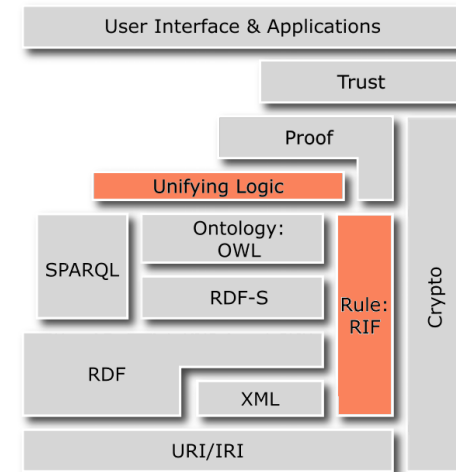 User Interface & Applications
Trust
Proof
Unifying Logic
Ontology:
OWL
SPARQL
RDF-S
Rule:
RIF
Crypto
RDF
XML
URI/IRI